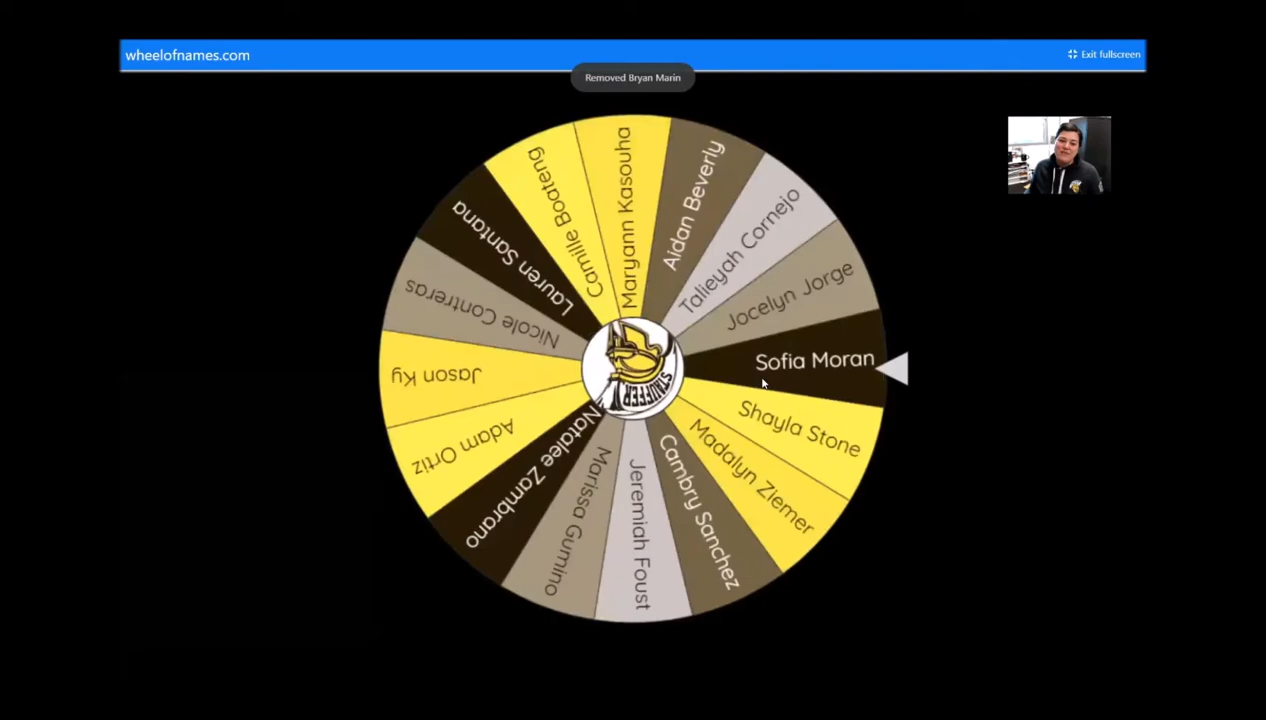 wheelofnames.com
Exit fullscreen
Removed Bryan Marin
Maryann Kasouha
Aidan Beverly
Talieyah Cornejo
Jocelyn Jorge
Sofia Moran
Shayla Stone
Madalyn Ziemer
Cambry Sanchez
Jeremiah Foust
Marissa Gumino
Natalee Zambrano
Adam Ortiz
Jason Ky
Nicole Contreras
Lauren Santana
Camille Boateng
STAUFFER